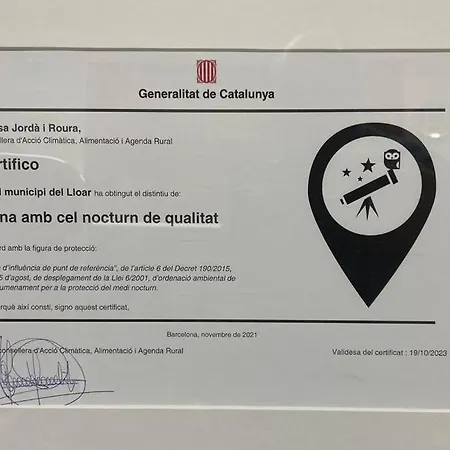 Generalitat de Catalunya
sa Jordà i Roura,
sellera d'Acció Climàtica, Alimentació i Agenda Rural
rtifico
l municipi del Lloar ha obtingut el distintiu de:
na amb cel nocturn de qualitat
rd amb la figura de protecció:
d'influència de punt de referència", de l'article 6 del Decret 190/2015,
5 d'agost, de desplegament de la Llei 6/2001, d'ordenació ambiental de
umenament per a la protecció del medi nocturn.
erquè així consti, signo aquest certificat,
Barcelona, novembre de 2021
onsellera d'Acció Climàtica, Alimentació i Agenda Rural
Validesa del certificat : 19/10/2023